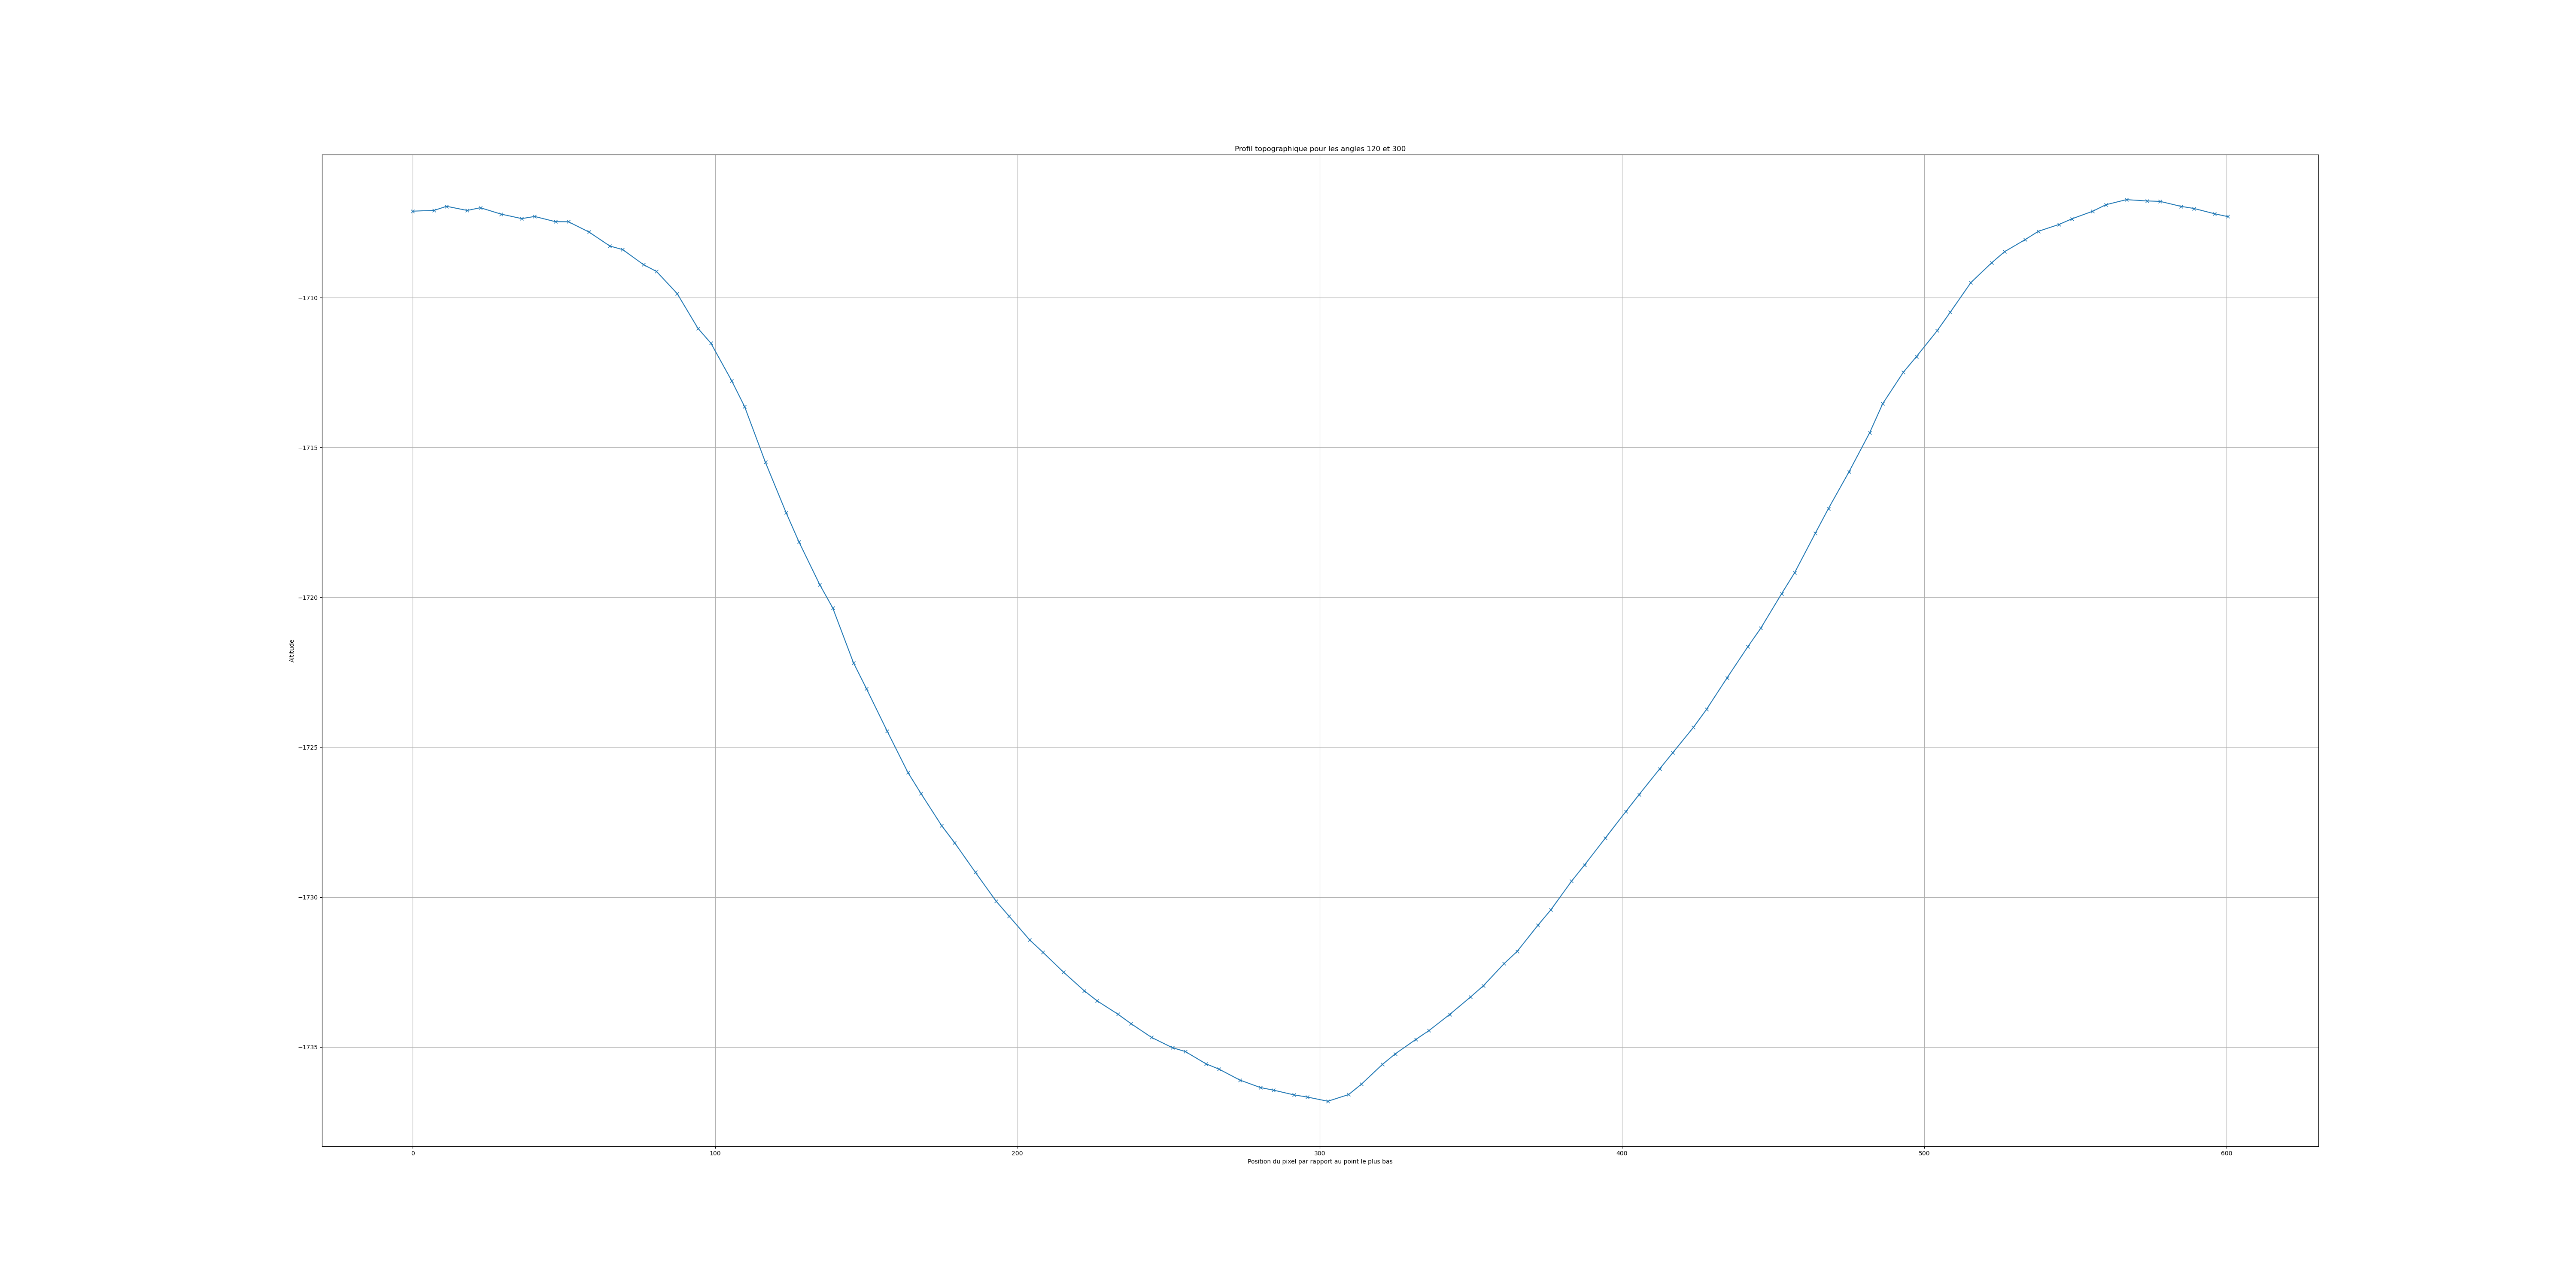 Profil topographique pour les angles 120 et 300
−1710
−1715
−1720
−1725
−1730
−1735
Altitude
0 100 200 300 400 500 600
Position du pixel par rapport au point le plus bas